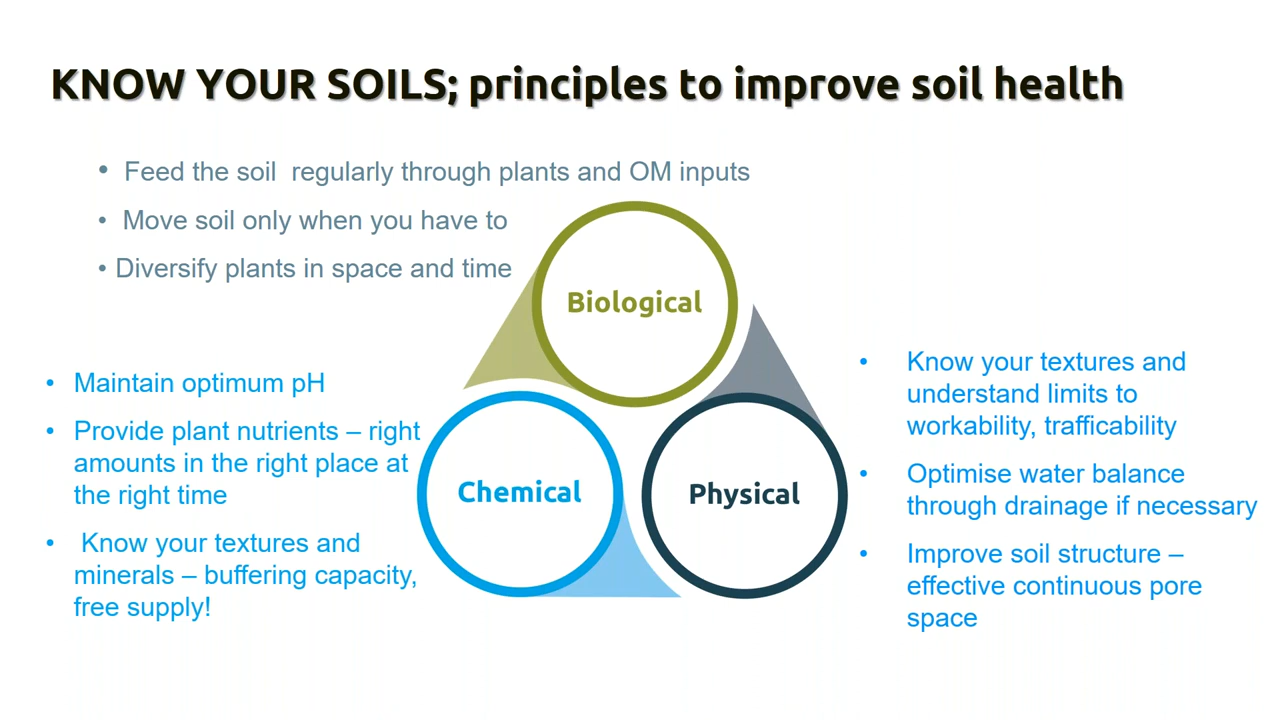 KNOW YOUR SOILS; principles to improve soil health
• Feed the soil  regularly through plants and OM inputs
• Move soil only when you have to
• Diversify plants in space and time
Biological
• Maintain optimum pH
• Provide plant nutrients – right
amounts in the right place at
the right time
• Know your textures and
minerals – buffering capacity,
free supply!
Chemical
Physical
• Know your textures and
understand limits to
workability, trafficability
• Optimise water balance
through drainage if necessary
• Improve soil structure –
effective continuous pore
space